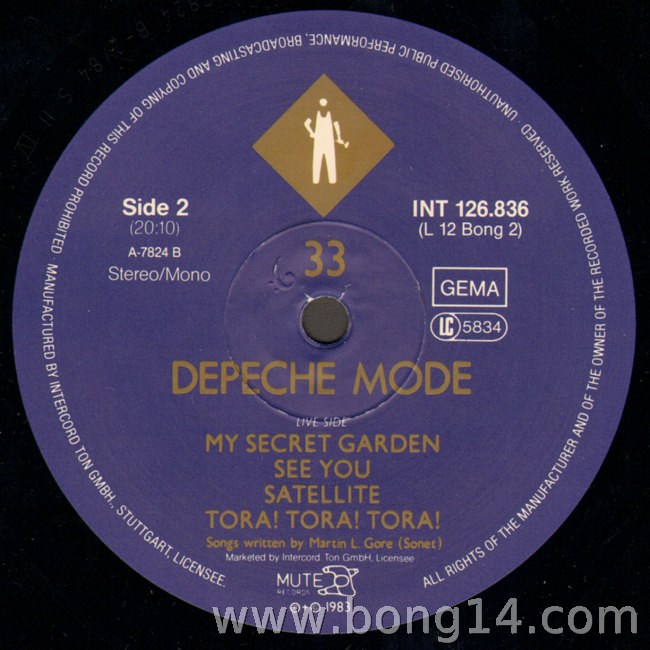 Side 2
(20:10)
A-7824 B
Stereo/Mono
INT 126.836
(L 12 Bong 2)
33
GEMA
LC 5834
DEPECHE MODE
LIVE SIDE
MY SECRET GARDEN
SEE YOU
SATELLITE
TORA! TORA! TORA!
Songs written by Martin L. Gore (Sonet)
Marketed by Intercord Ton GmbH, Licensee
MUTE
RECORDS
℗+© 1983
MANUFACTURED BY INTERCORD TON GMBH., STUTTGART, LICENSEE.
ALL RIGHTS OF THE MANUFACTURER AND OF THE OWNER OF THE RECORDED WORK RESERVED · UNAUTHORISED PUBLIC PERFORMANCE, BROADCASTING AND COPYING OF THIS RECORD PROHIBITED ·
www.bong14.com